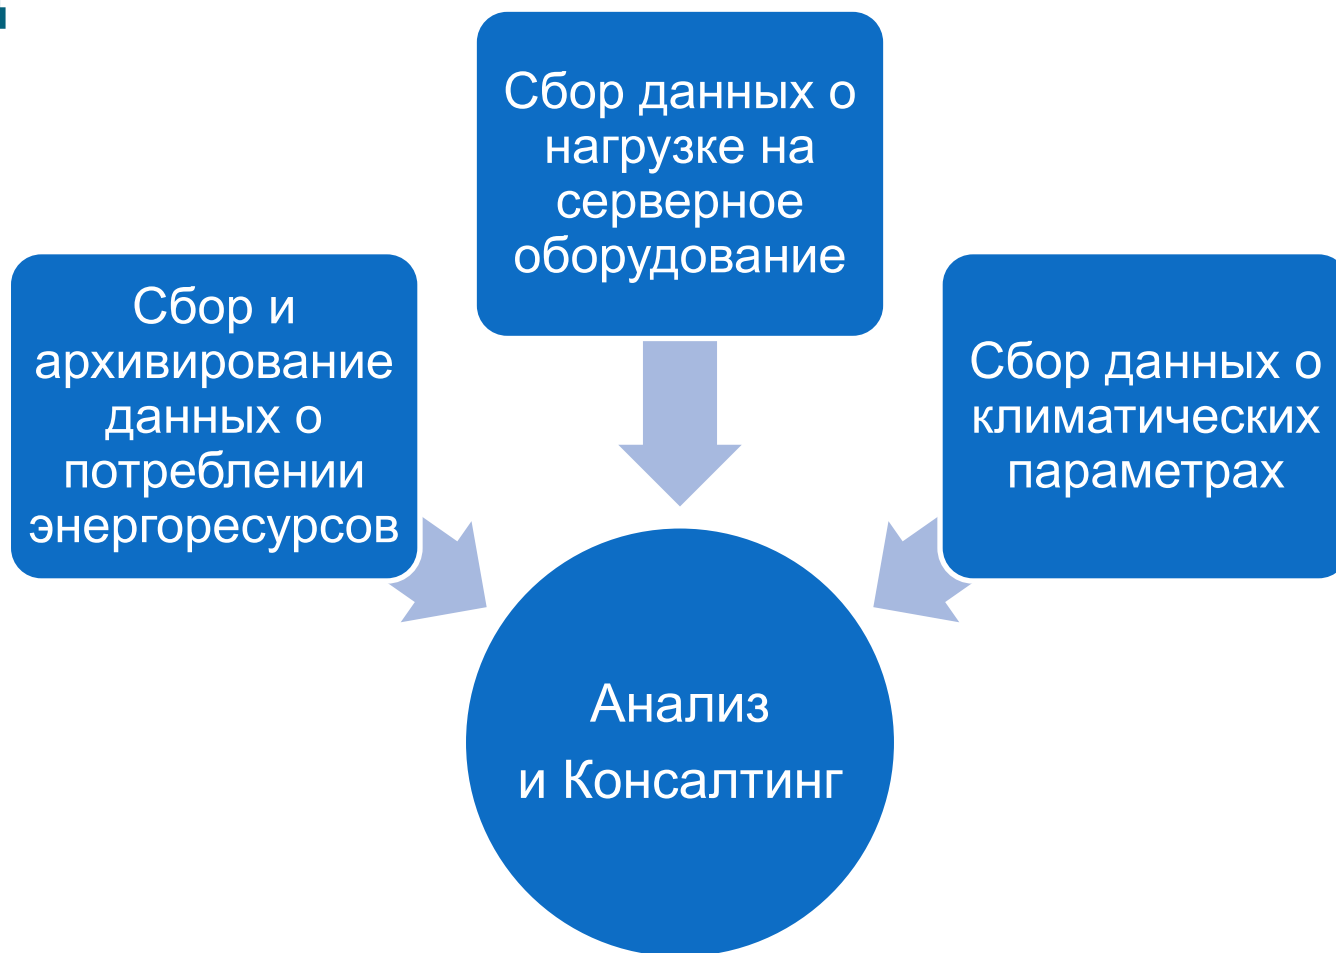 Сбор данных о
нагрузке на
серверное
оборудование
Сбор и
архивирование
данных о
потреблении
энергоресурсов
Сбор данных о
климатических
параметрах
Анализ
и Консалтинг